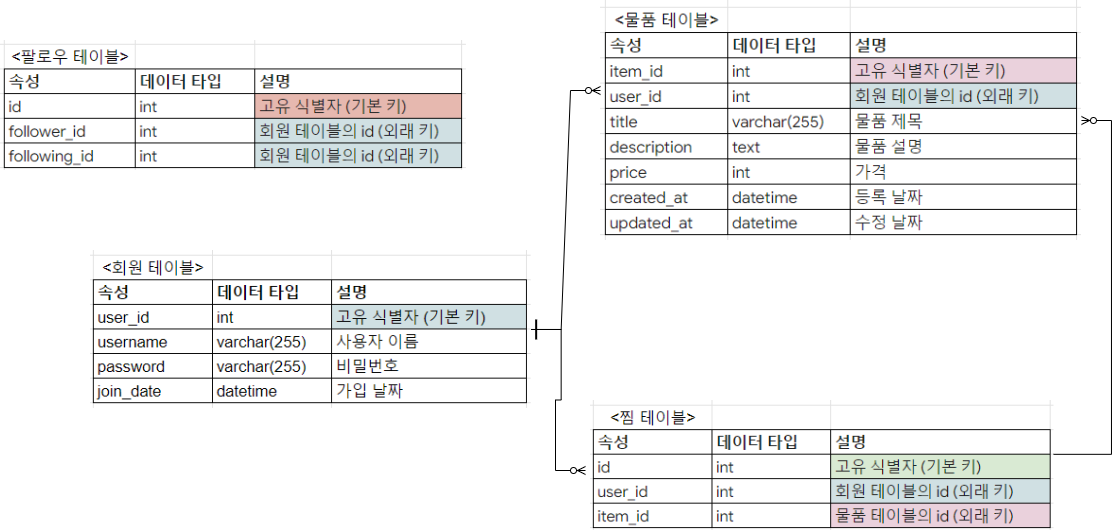 <팔로우 테이블>
속성 데이터 타입 설명
id int 고유 식별자 (기본 키)
follower_id int 회원 테이블의 id (외래 키)
following_id int 회원 테이블의 id (외래 키)
<물품 테이블>
속성 데이터 타입 설명
item_id int 고유 식별자 (기본 키)
user_id int 회원 테이블의 id (외래 키)
title varchar(255) 물품 제목
description text 물품 설명
price int 가격
created_at datetime 등록 날짜
updated_at datetime 수정 날짜
<회원 테이블>
속성 데이터 타입 설명
user_id int 고유 식별자 (기본 키)
username varchar(255) 사용자 이름
password varchar(255) 비밀번호
join_date datetime 가입 날짜
<찜 테이블>
속성 데이터 타입 설명
id int 고유 식별자 (기본 키)
user_id int 회원 테이블의 id (외래 키)
item_id int 물품 테이블의 id (외래 키)